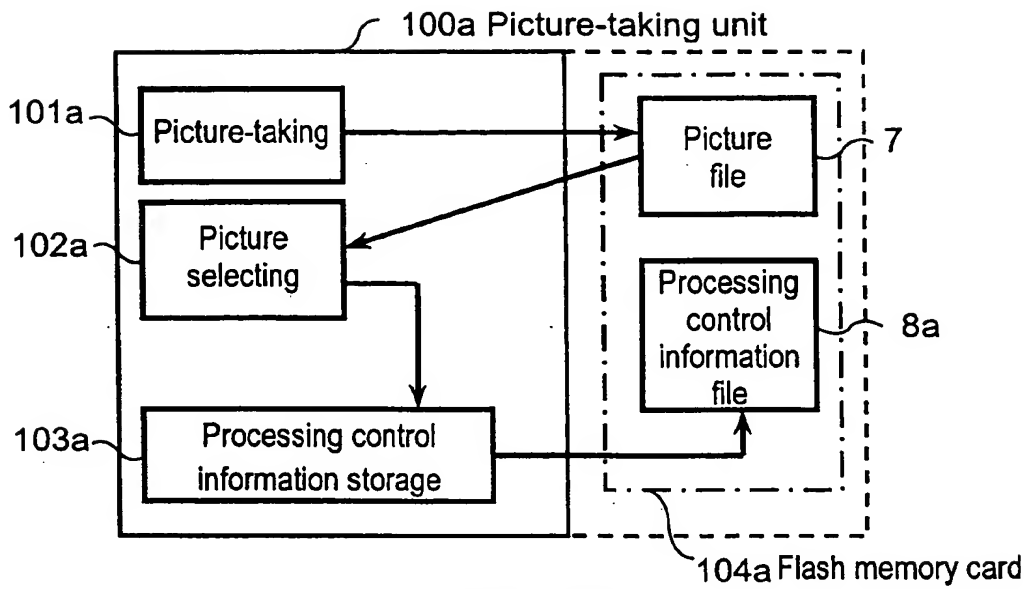 100a Picture-taking unit
101a
Picture-taking
Picture
file
7
102a
Picture
selecting
Processing
control
information
file
8a
103a
Processing control
information storage
104a Flash memory card